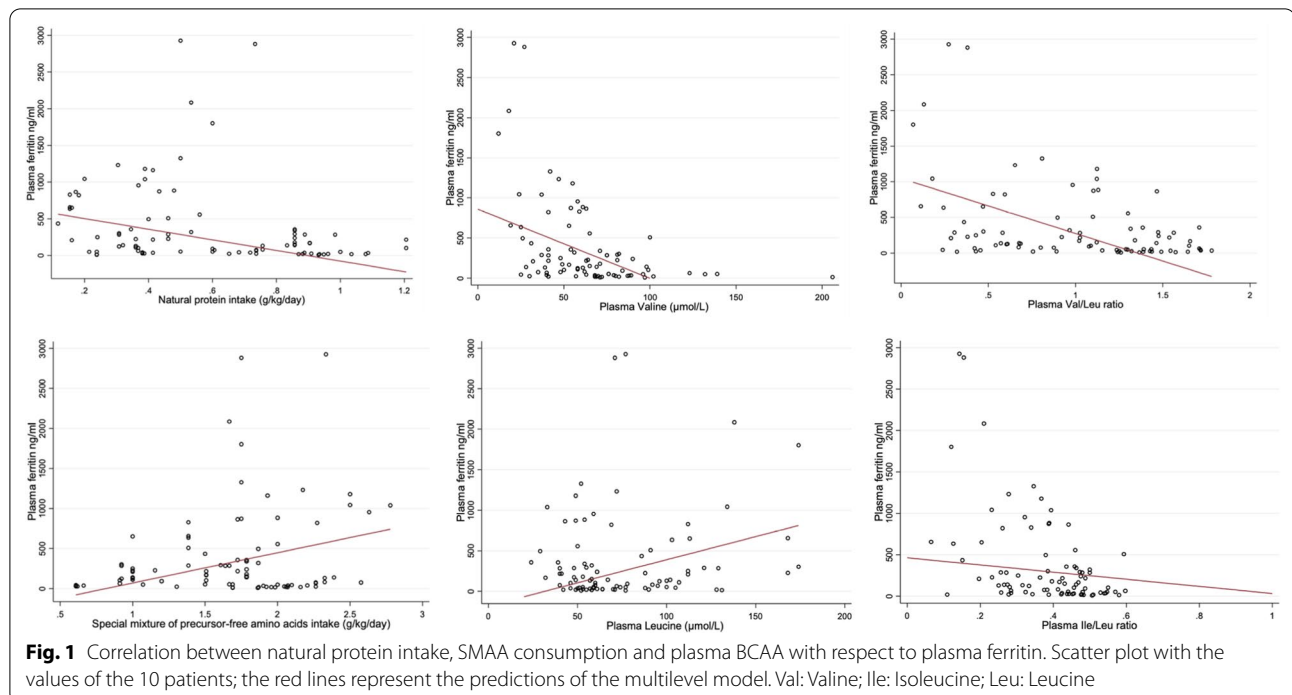 Plasma ferritin ng/ml
0 500 1000 1500 2000 2500 3000
.2 .4 .6 .8 1 1.2
Natural protein intake (g/kg/day)
Plasma ferritin ng/ml
0 500 1000 1500 2000 2500 3000
0 50 100 150 200
Plasma Valine (µmol/L)
Plasma ferritin ng/ml
0 500 1000 1500 2000 2500 3000
0 .5 1 1.5 2
Plasma Val/Leu ratio
Plasma ferritin ng/ml
0 500 1000 1500 2000 2500 3000
.5 1 1.5 2 2.5 3
Special mixture of precursor-free amino acids intake (g/kg/day)
Plasma ferritin ng/ml
0 500 1000 1500 2000 2500 3000
0 50 100 150 200
Plasma Leucine (µmol/L)
Plasma ferritin ng/ml
0 500 1000 1500 2000 2500 3000
0 .2 .4 .6 .8 1
Plasma Ile/Leu ratio
Fig. 1 Correlation between natural protein intake, SMAA consumption and plasma BCAA with respect to plasma ferritin. Scatter plot with the
values of the 10 patients; the red lines represent the predictions of the multilevel model. Val: Valine; Ile: Isoleucine; Leu: Leucine